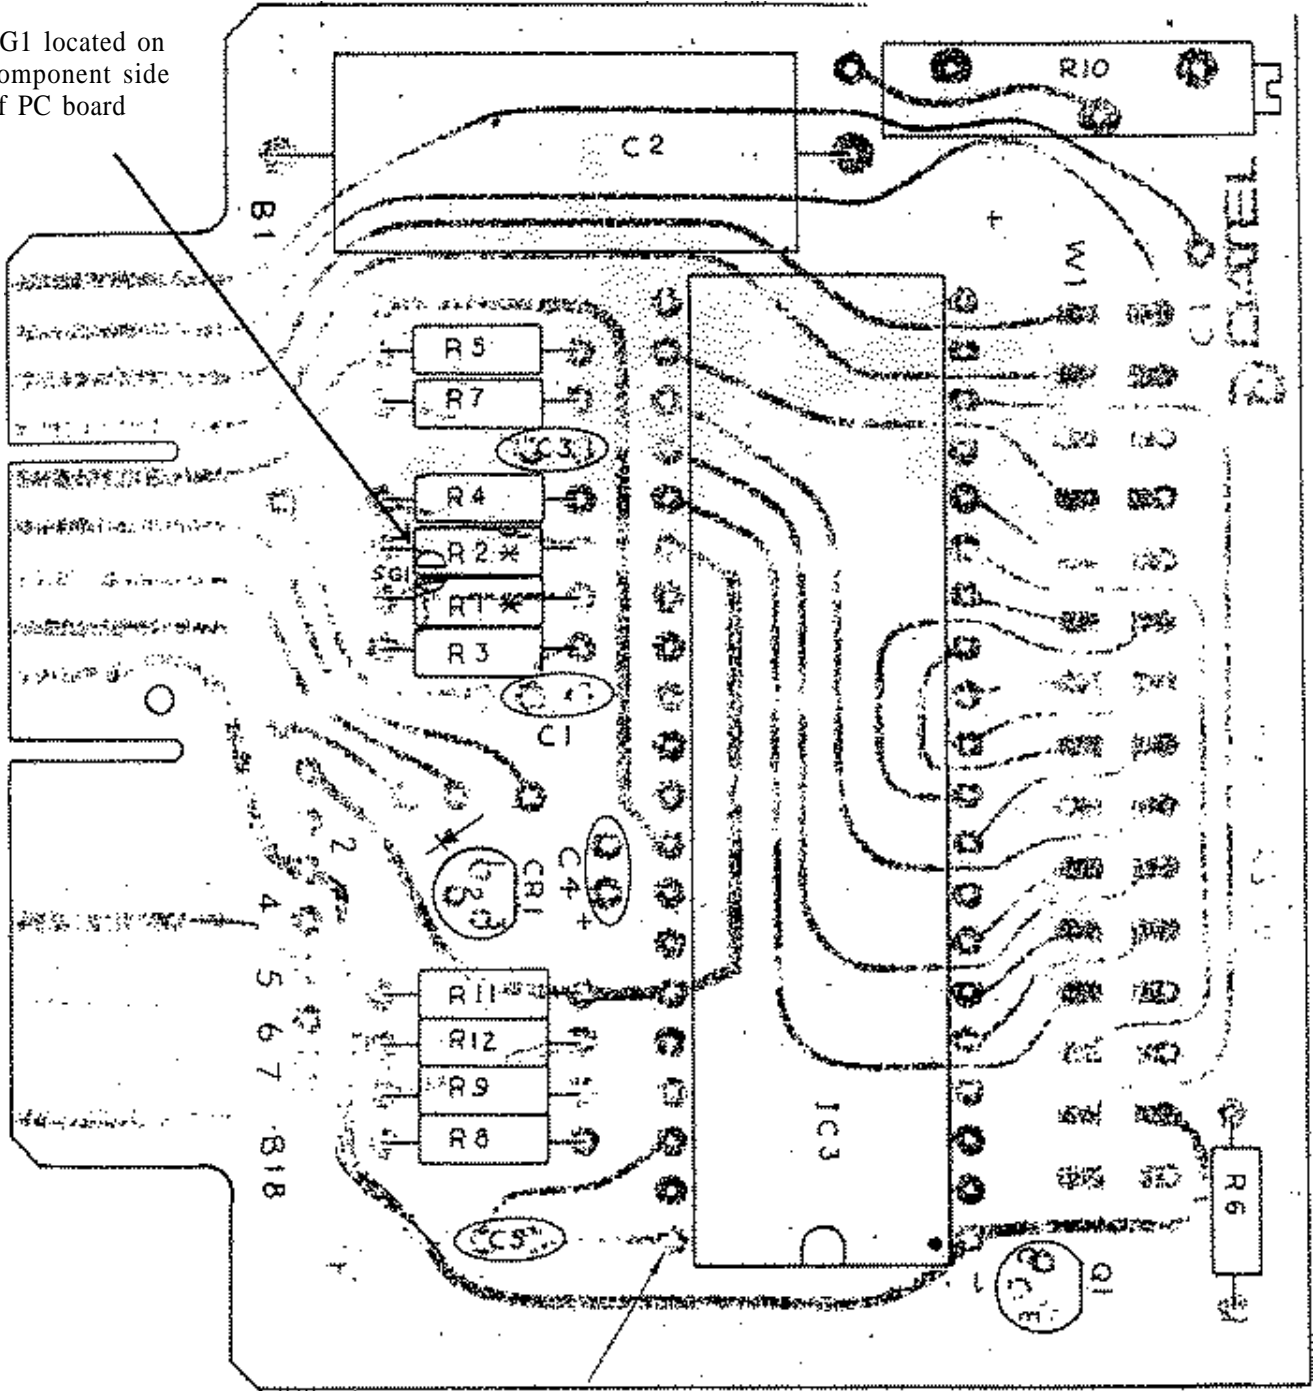 G1 located on
omponent side
f PC board
R10
C2
B1
W1
C1
R5
R7
C3
R4
R2*
SG1
R1*
R3
C1
2
CR1
C4
+
4
5
6
7
B18
R11
R12
R9
R8
IC3
C5
1
Q1
R6